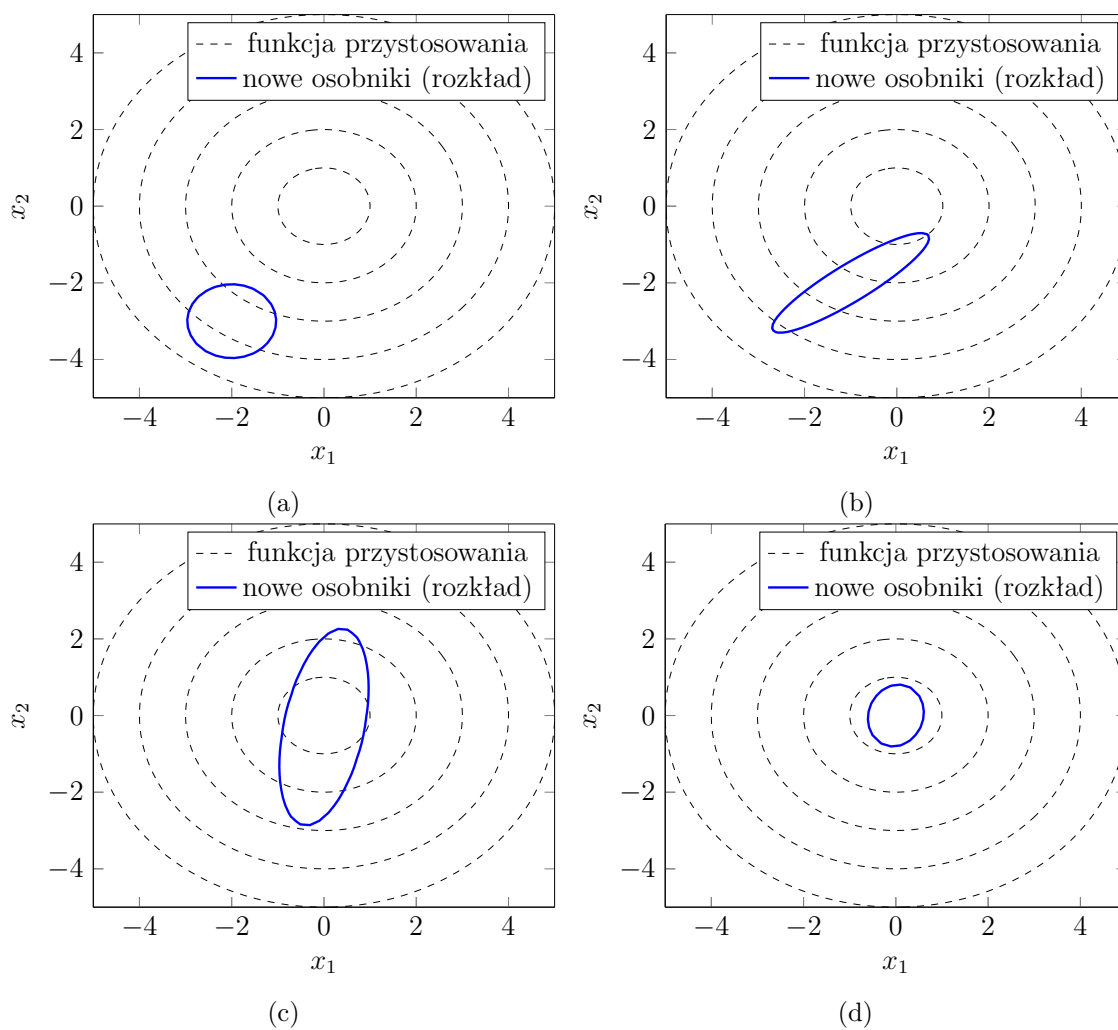 funkcja przystosowania
nowe osobniki (rozkład)
4
2
0
−2
−4
x₂
−4 −2 0 2 4
x₁
(a)
funkcja przystosowania
nowe osobniki (rozkład)
4
2
0
−2
−4
x₂
−4 −2 0 2 4
x₁
(b)
funkcja przystosowania
nowe osobniki (rozkład)
4
2
0
−2
−4
x₂
−4 −2 0 2 4
x₁
(c)
funkcja przystosowania
nowe osobniki (rozkład)
4
2
0
−2
−4
x₂
−4 −2 0 2 4
x₁
(d)